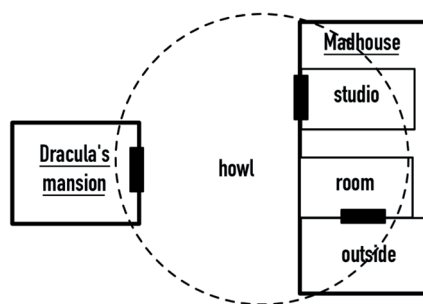 Madhouse
studio
Dracula's
mansion
howl
room
outside